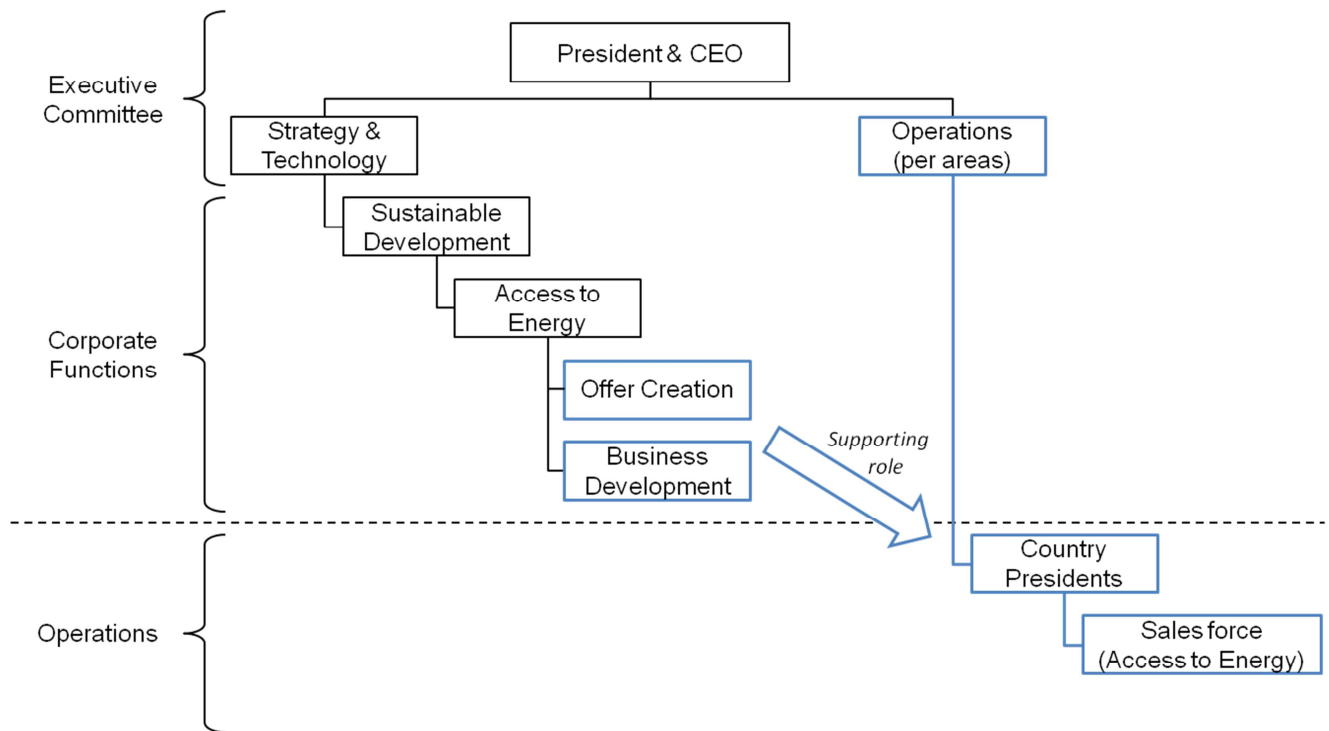 President & CEO
Executive
Committee
Strategy &
Technology
Operations
(per areas)
Sustainable
Development
Access to
Energy
Corporate
Functions
Offer Creation
Business
Development
Supporting
role
Country
Presidents
Operations
Sales force
(Access to Energy)